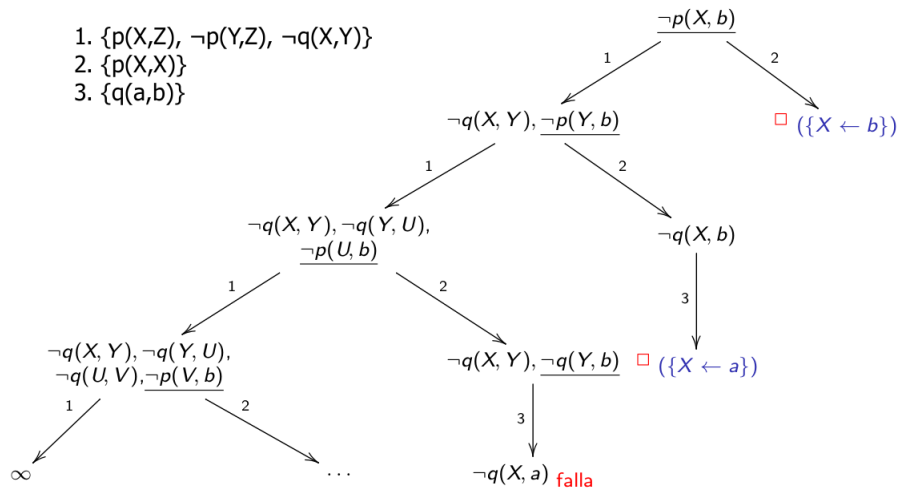 ¬p(X, b)
1. {p(X,Z), ¬p(Y,Z), ¬q(X,Y)}
2. {p(X,X)}
3. {q(a,b)}
1
2
¬q(X, Y), ¬p(Y, b)
□ ({X ← b})
1
2
¬q(X, Y), ¬q(Y, U),
¬p(U, b)
¬q(X, b)
1
2
3
¬q(X, Y), ¬q(Y, U),
¬q(U, V),¬p(V, b)
¬q(X, Y), ¬q(Y, b)
□ ({X ← a})
1
2
3
∞
...
¬q(X, a) falla